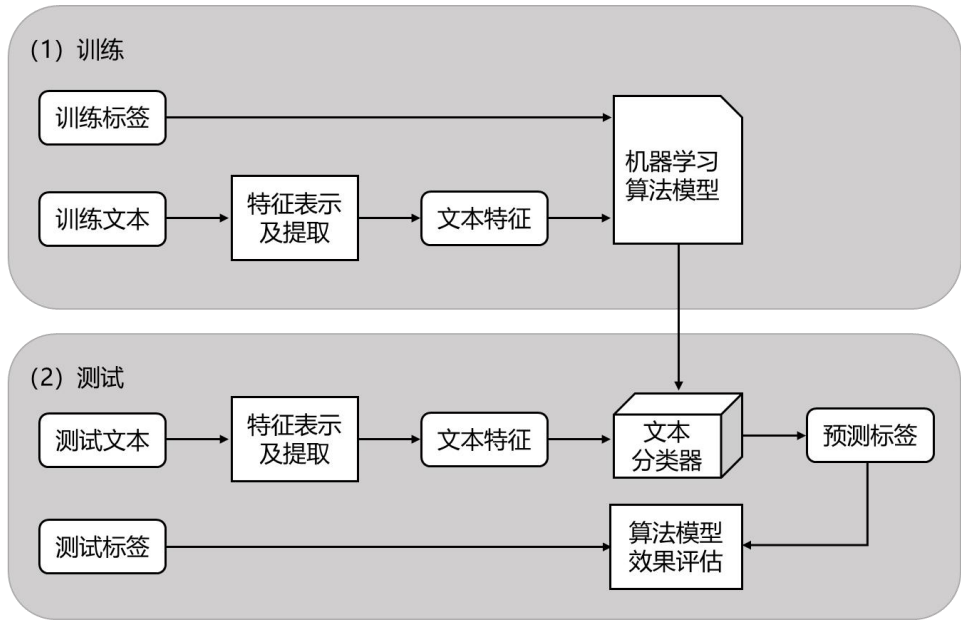 (1) 训练
训练标签
机器学习
算法模型
训练文本
特征表示
及提取
文本特征
(2) 测试
测试文本
特征表示
及提取
文本特征
文本
分类器
预测标签
测试标签
算法模型
效果评估